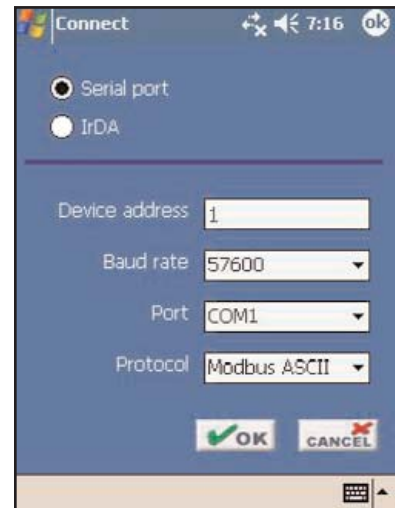 Connect 7:16 ok
Serial port
IrDA
Device address 1
Baud rate 57600
Port COM1
Protocol Modbus ASCII
OK CANCEL